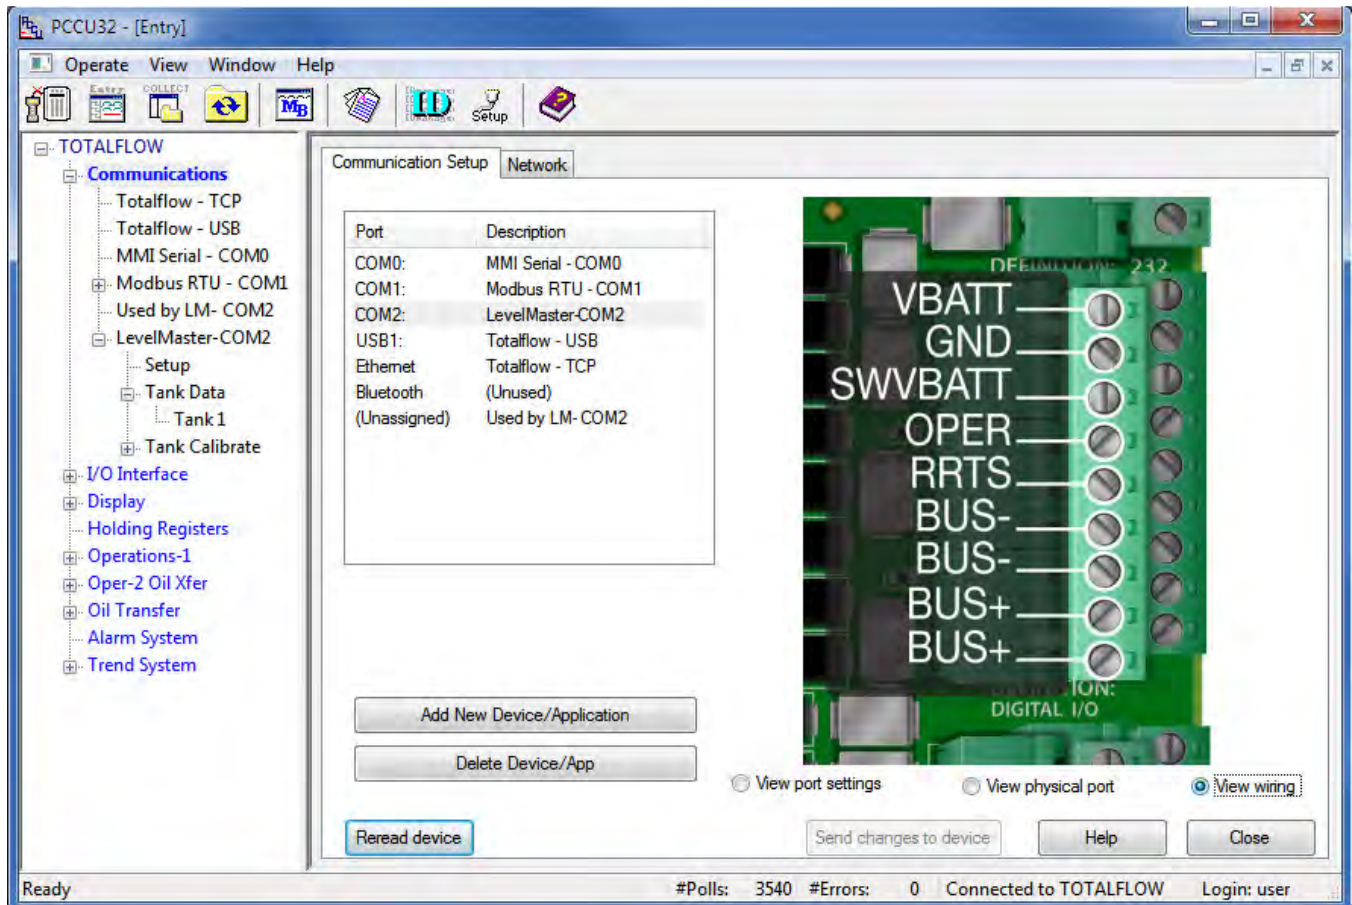 PCCU32 - [Entry]
Operate View Window Help
Entry
COLLECT
MB
ID
Setup
TOTALFLOW
Communications
Totalflow - TCP
Totalflow - USB
MMI Serial - COM0
Modbus RTU - COM1
Used by LM- COM2
LevelMaster-COM2
Setup
Tank Data
Tank 1
Tank Calibrate
I/O Interface
Display
Holding Registers
Operations-1
Oper-2 Oil Xfer
Oil Transfer
Alarm System
Trend System
Communication Setup Network
Port Description
COM0: MMI Serial - COM0
COM1: Modbus RTU - COM1
COM2: LevelMaster-COM2
USB1: Totalflow - USB
Ethernet Totalflow - TCP
Bluetooth (Unused)
(Unassigned) Used by LM- COM2
232
VBATT
GND
SWVBATT
OPER
RRTS
BUS-
BUS-
BUS+
BUS+
DIGITAL I/O
Add New Device/Application
Delete Device/App
View port settings View physical port View wiring
Reread device Send changes to device Help Close
Ready #Polls: 3540 #Errors: 0 Connected to TOTALFLOW Login: user